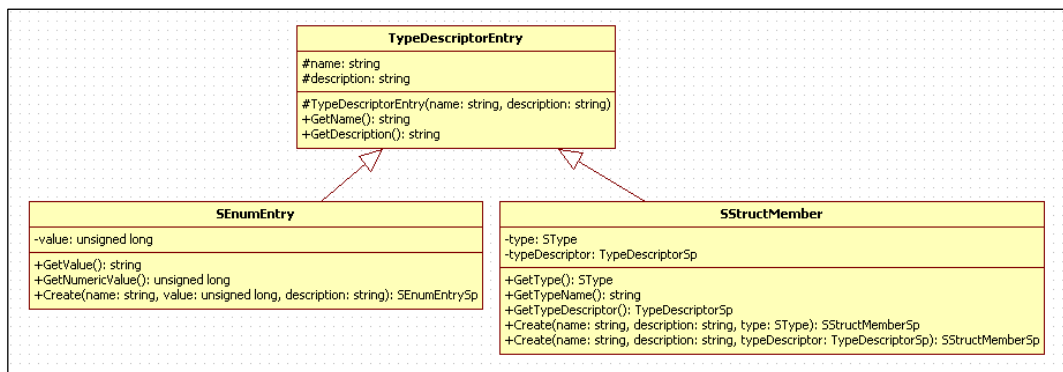 TypeDescriptorEntry
#name: string
#description: string
#TypeDescriptorEntry(name: string, description: string)
+GetName(): string
+GetDescription(): string
SEnumEntry
-value: unsigned long
+GetValue(): string
+GetNumericValue(): unsigned long
+Create(name: string, value: unsigned long, description: string): SEnumEntrySp
SStructMember
-type: SType
-typeDescriptor: TypeDescriptorSp
+GetType(): SType
+GetTypeName(): string
+GetTypeDescriptor(): TypeDescriptorSp
+Create(name: string, description: string, type: SType): SStructMemberSp
+Create(name: string, description: string, typeDescriptor: TypeDescriptorSp): SStructMemberSp